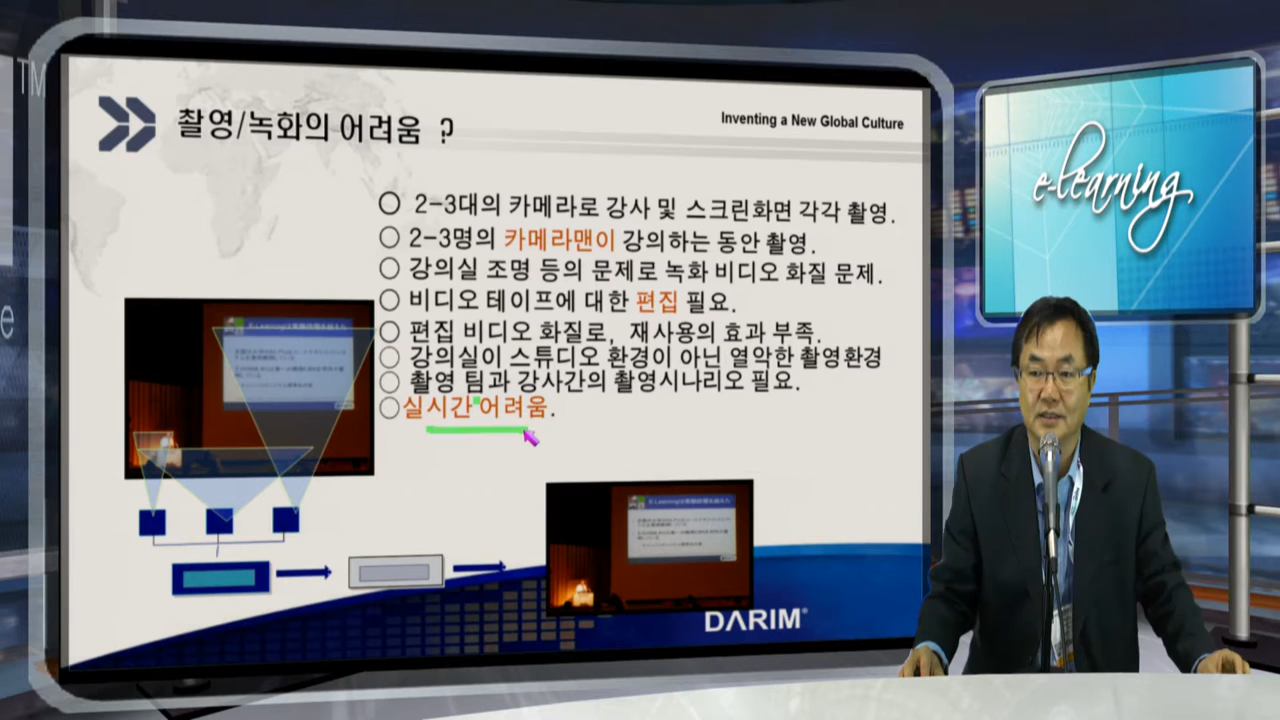 TM
e
촬영/녹화의 어려움 ?
Inventing a New Global Culture
○ 2-3대의 카메라로 강사 및 스크린화면 각각 촬영.
○ 2-3명의 카메라맨이 강의하는 동안 촬영.
○ 강의실 조명 등의 문제로 녹화 비디오 화질 문제.
○ 비디오 테이프에 대한 편집 필요.
○ 편집 비디오 화질로, 재사용의 효과 부족.
○ 강의실이 스튜디오 환경이 아닌 열악한 촬영환경
○ 촬영 팀과 강사간의 촬영시나리오 필요.
○ 실시간 어려움.
DARIM®
e-learning